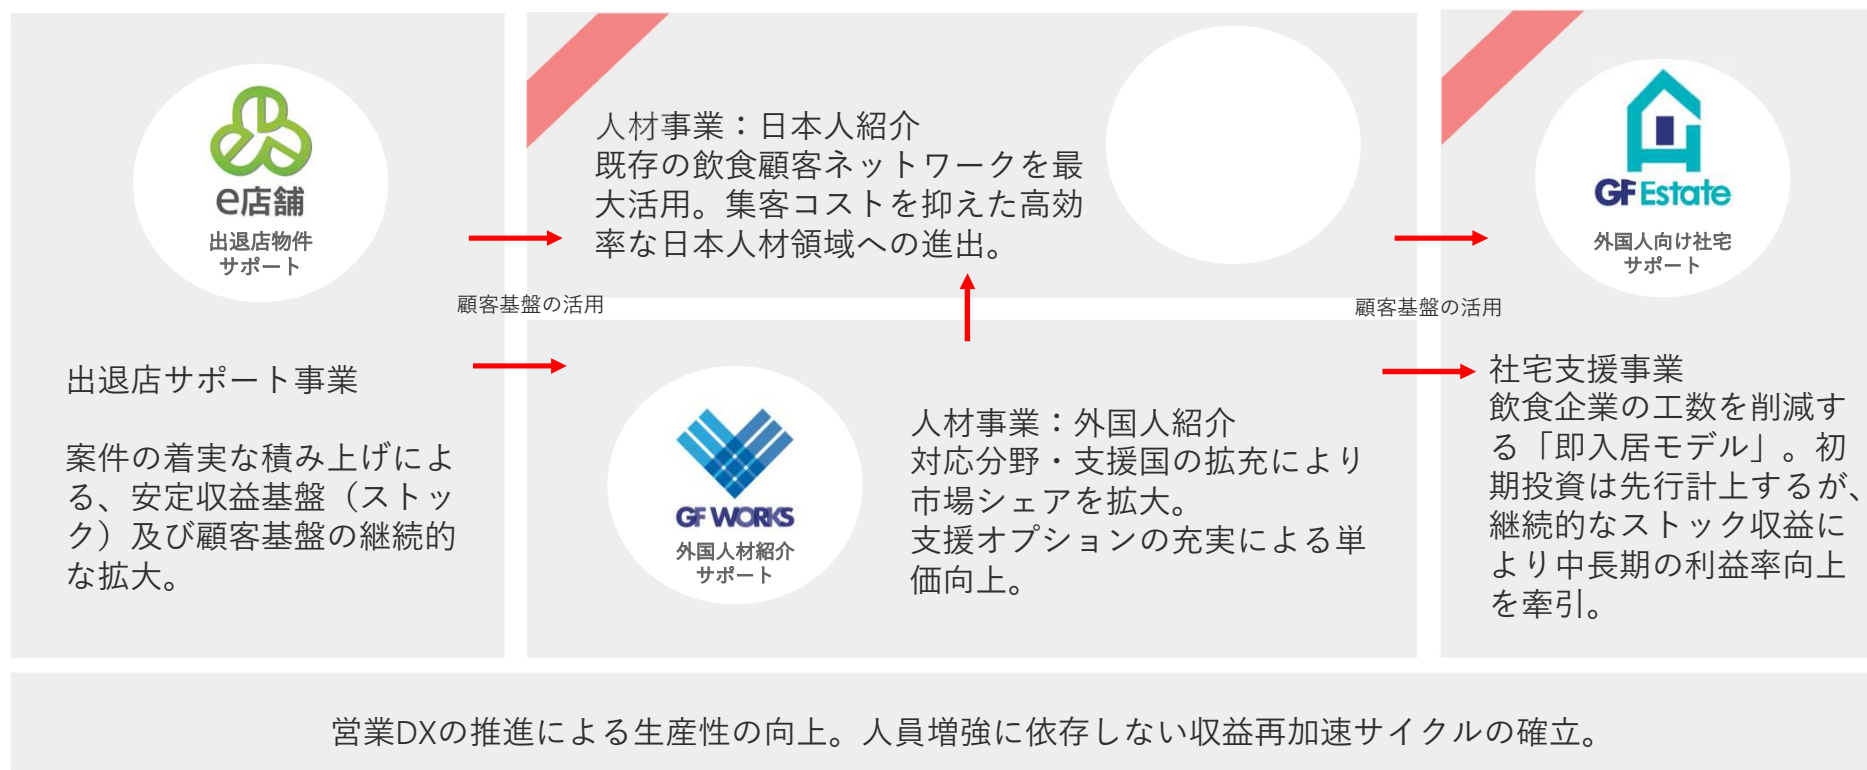 e店舗
出退店物件
サポート
出退店サポート事業
案件の着実な積み上げによ
る、安定収益基盤（ストッ
ク）及び顧客基盤の継続的
な拡大。
顧客基盤の活用
人材事業：日本人紹介
既存の飲食顧客ネットワークを最
大活用。集客コストを抑えた高効
率な日本人材領域への進出。
GF WORKS
外国人材紹介
サポート
人材事業：外国人紹介
対応分野・支援国の拡充により
市場シェアを拡大。
支援オプションの充実による単
価向上。
顧客基盤の活用
GF Estate
外国人向け社宅
サポート
社宅支援事業
飲食企業の工数を削減す
る「即入居モデル」。初
期投資は先行計上するが、
継続的なストック収益に
より中長期の利益率向上
を牽引。
営業DXの推進による生産性の向上。人員増強に依存しない収益再加速サイクルの確立。